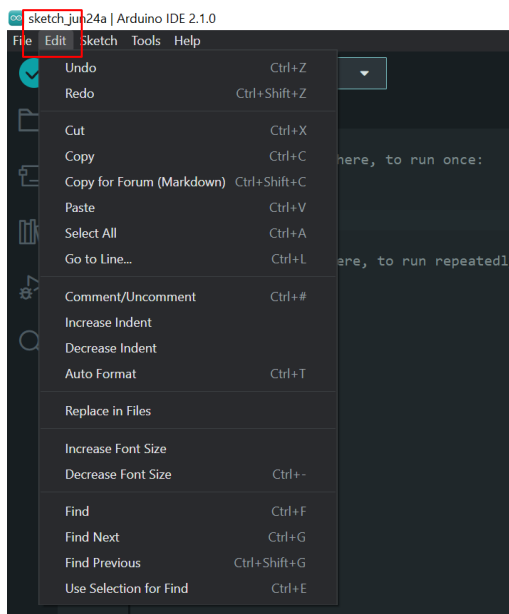 sketch_jun24a | Arduino IDE 2.1.0
File Edit Sketch Tools Help
Undo Ctrl+Z
Redo Ctrl+Shift+Z
Cut Ctrl+X
Copy Ctrl+C
here, to run once:
Copy for Forum (Markdown) Ctrl+Shift+C
Paste Ctrl+V
Select All Ctrl+A
Go to Line... Ctrl+L
ere, to run repeatedl
Comment/Uncomment Ctrl+#
Increase Indent
Decrease Indent
Auto Format Ctrl+T
Replace in Files
Increase Font Size
Decrease Font Size Ctrl+-
Find Ctrl+F
Find Next Ctrl+G
Find Previous Ctrl+Shift+G
Use Selection for Find Ctrl+E